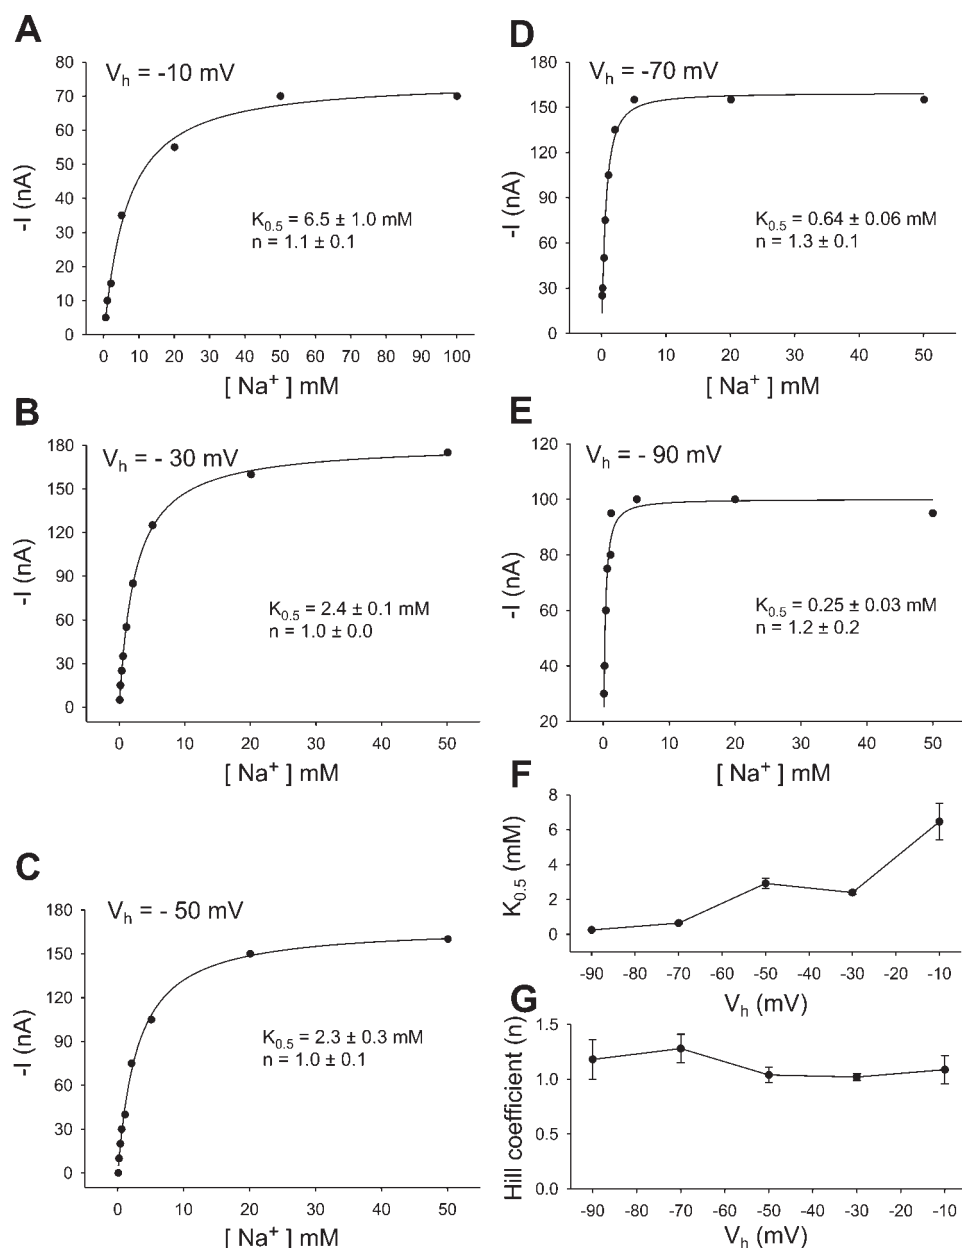 A
V_h = -10 mV
80
70
60
50
40
30
20
10
0
-I (nA)
K_0.5 = 6.5 ± 1.0 mM
n = 1.1 ± 0.1
0 10 20 30 40 50 60 70 80 90 100
[ Na⁺ ] mM
B
V_h = - 30 mV
180
150
120
90
60
30
0
-I (nA)
K_0.5 = 2.4 ± 0.1 mM
n = 1.0 ± 0.0
0 10 20 30 40 50
[ Na⁺ ] mM
C
V_h = - 50 mV
180
150
120
90
60
30
0
-I (nA)
K_0.5 = 2.3 ± 0.3 mM
n = 1.0 ± 0.1
0 10 20 30 40 50
[ Na⁺ ] mM
D
V_h = -70 mV
180
150
120
90
60
30
0
-I (nA)
K_0.5 = 0.64 ± 0.06 mM
n = 1.3 ± 0.1
0 10 20 30 40 50
[ Na⁺ ] mM
E
V_h = - 90 mV
120
100
80
60
40
20
-I (nA)
K_0.5 = 0.25 ± 0.03 mM
n = 1.2 ± 0.2
0 10 20 30 40 50
[ Na⁺ ] mM
F
8
6
4
2
0
K_0.5 (mM)
-90 -80 -70 -60 -50 -40 -30 -20 -10
V_h (mV)
G
1.5
1.0
0.5
0.0
Hill coefficient (n)
-90 -80 -70 -60 -50 -40 -30 -20 -10
V_h (mV)